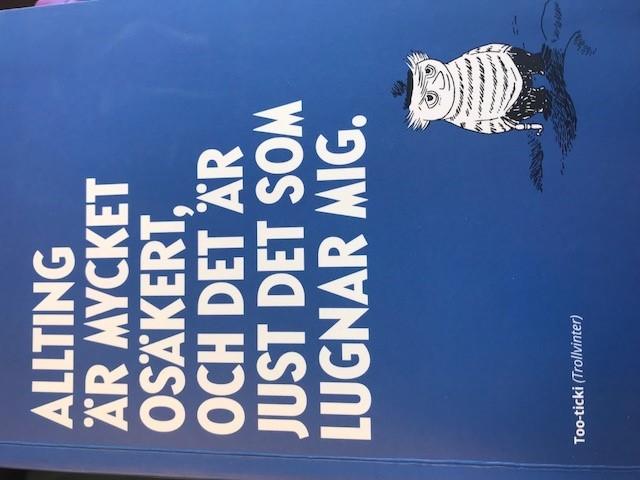 ALLTING
ÄR MYCKET
OSÄKERT,
OCH DET ÄR
JUST DET SOM
LUGNAR MIG.
Too-ticki (Trollvinter)